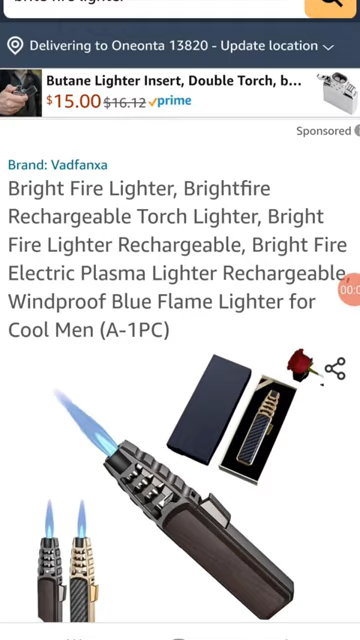 Delivering to Oneonta 13820 - Update location
Butane Lighter Insert, Double Torch, b...
$15.00 $16.12 prime
Sponsored
Brand: Vadfanxa
Bright Fire Lighter, Brightfire
Rechargeable Torch Lighter, Bright
Fire Lighter Rechargeable, Bright Fire
Electric Plasma Lighter Rechargeable,
Windproof Blue Flame Lighter for
Cool Men (A-1PC)